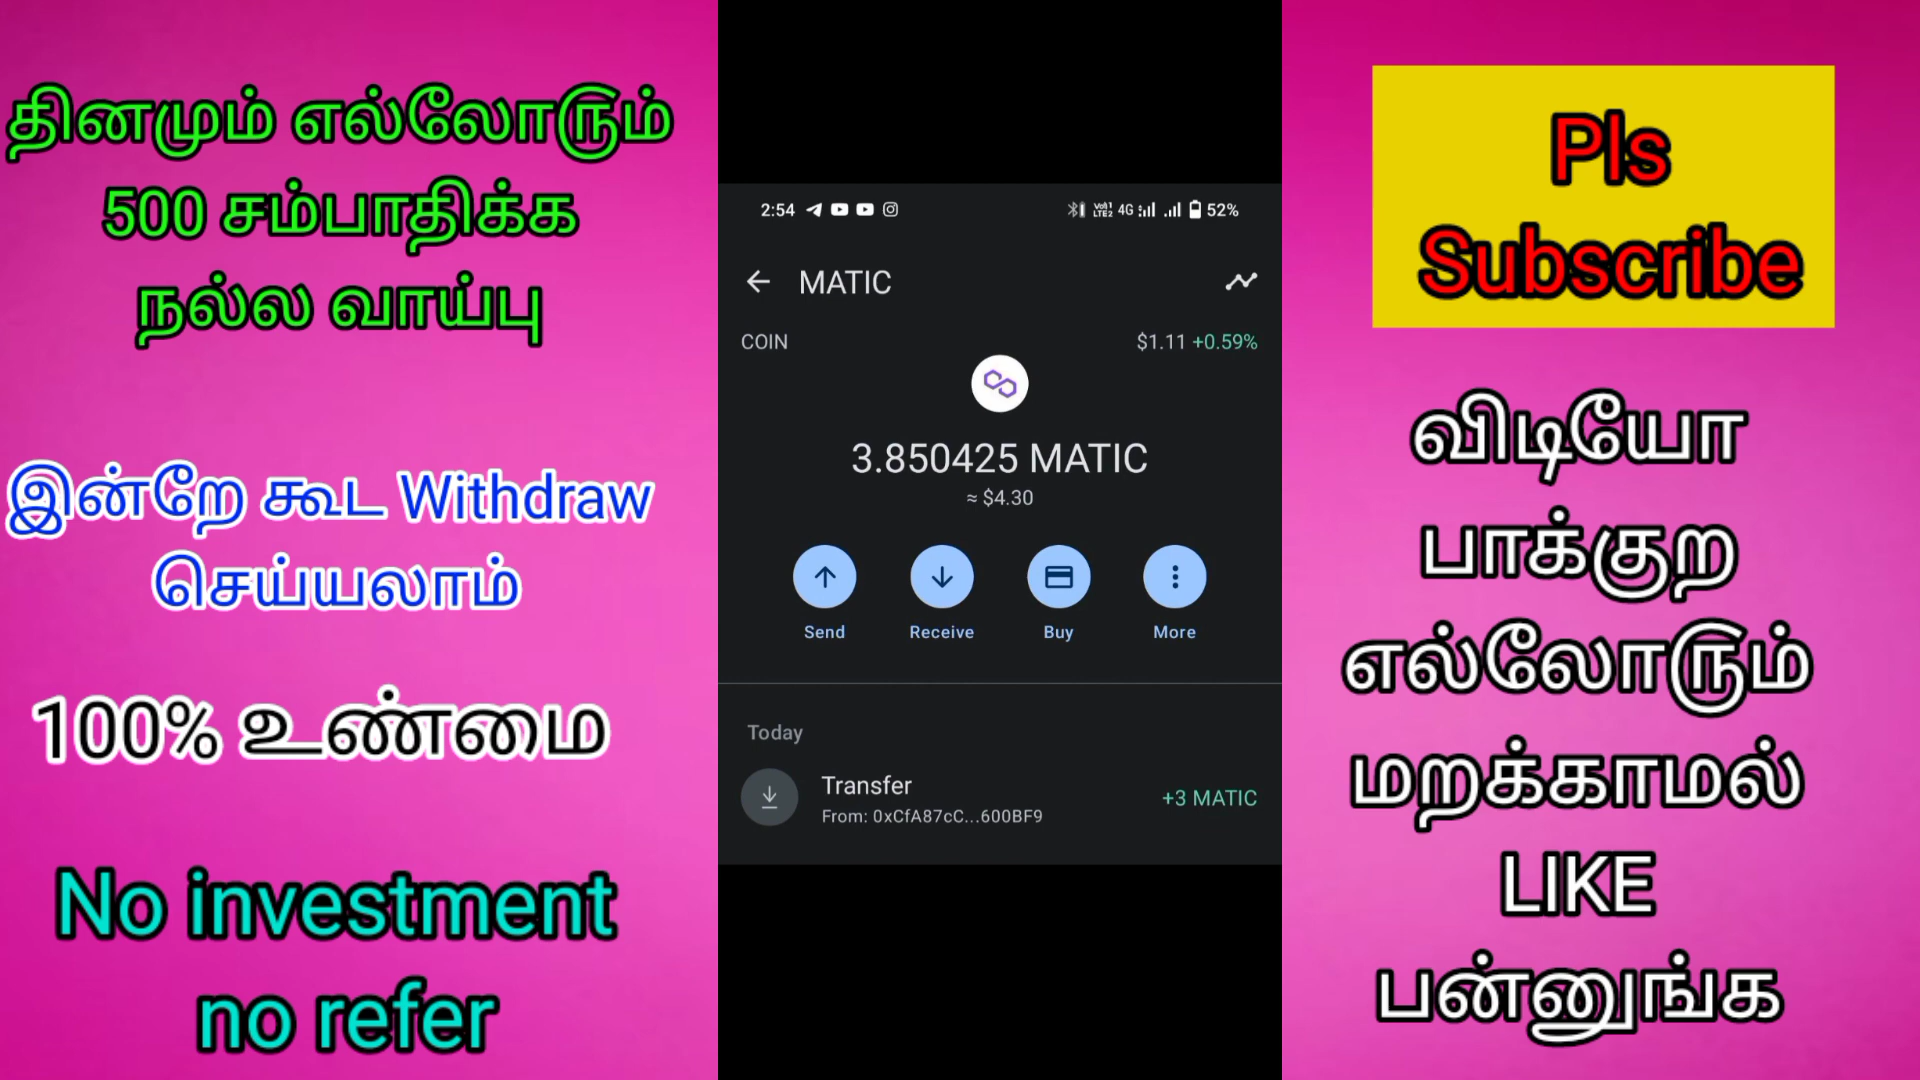 தினமும் எல்லோரும்
500 சம்பாதிக்க
நல்ல வாய்பு
இன்றே கூட Withdraw
செய்யலாம்
100% உண்மை
No investment
no refer
2:54 4G 52%
MATIC
COIN $1.11 +0.59%
3.850425 MATIC
≈ $4.30
Send Receive Buy More
Today
Transfer +3 MATIC
From: 0xCfA87cC...600BF9
Pls
Subscribe
விடியோ
பாக்குற
எல்லோரும்
மறக்காமல்
LIKE
பன்னுங்க